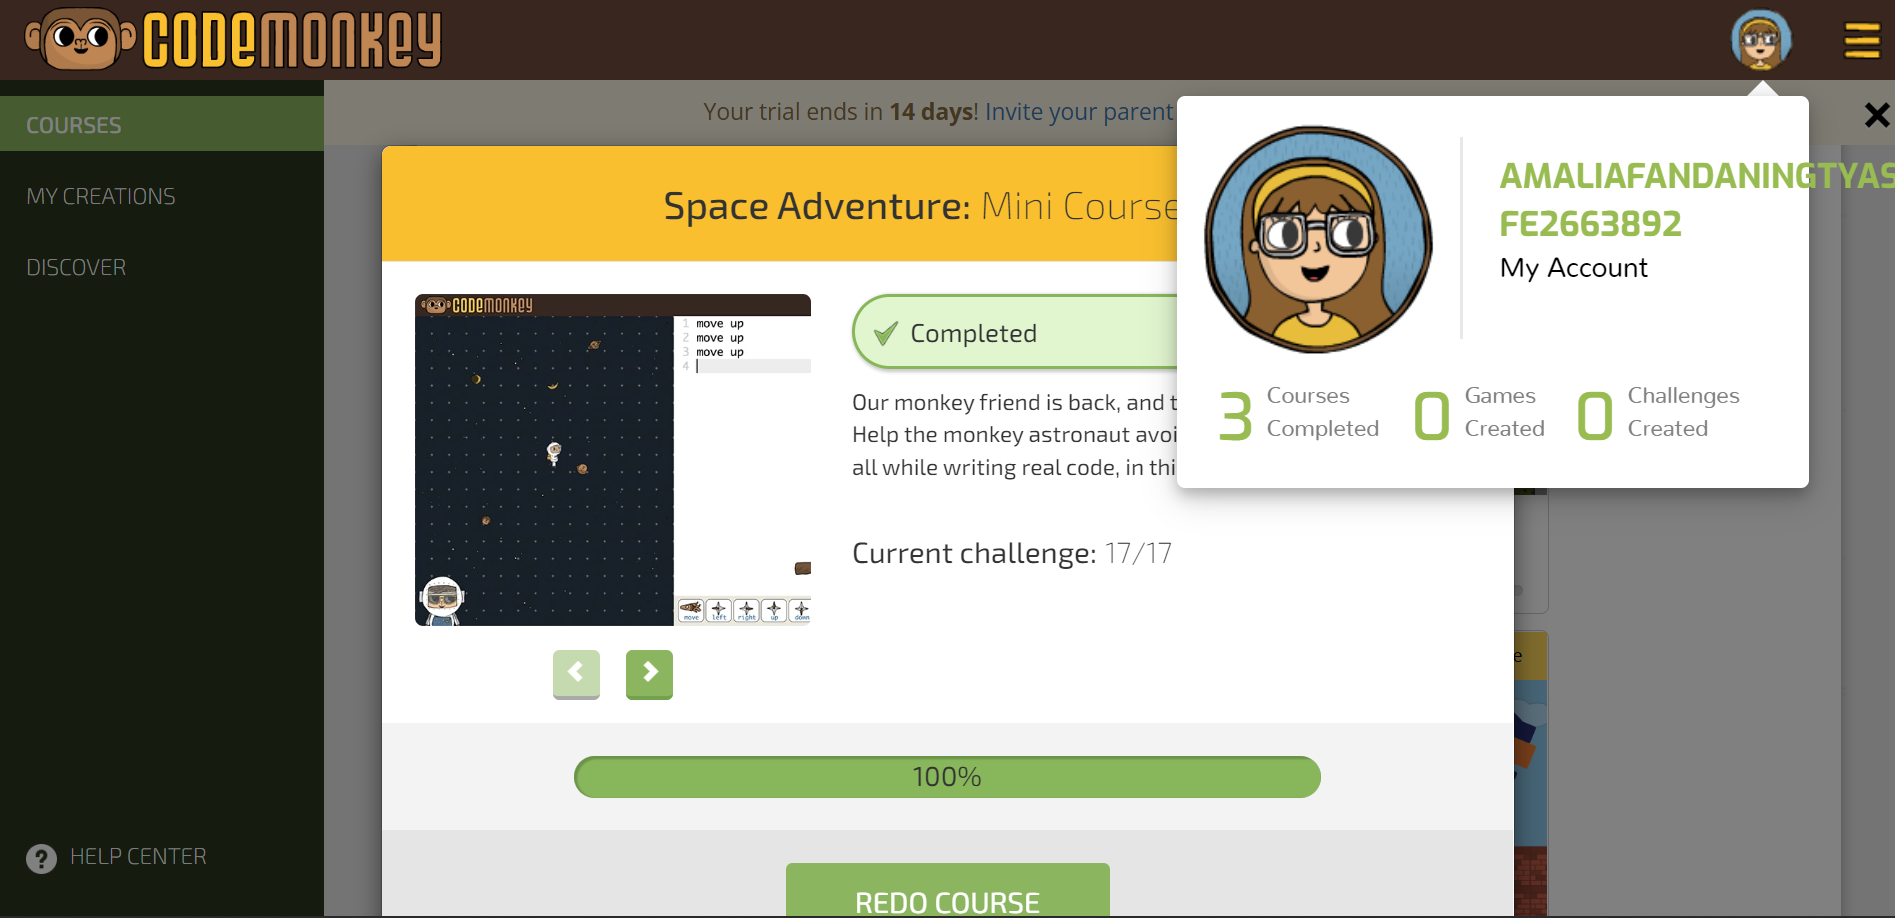 CODEMONKEY
COURSES
MY CREATIONS
DISCOVER
HELP CENTER
Your trial ends in 14 days! Invite your parent
Space Adventure: Mini Course
CODEMONKEY
1 move up
2 move up
3 move up
4
move left right up down
Completed
Our monkey friend is back, and t
Help the monkey astronaut avoi
all while writing real code, in thi
Current challenge: 17/17
100%
REDO COURSE
AMALIAFANDANINGTYAS
FE2663892
My Account
3 Courses Completed
0 Games Created
0 Challenges Created
e